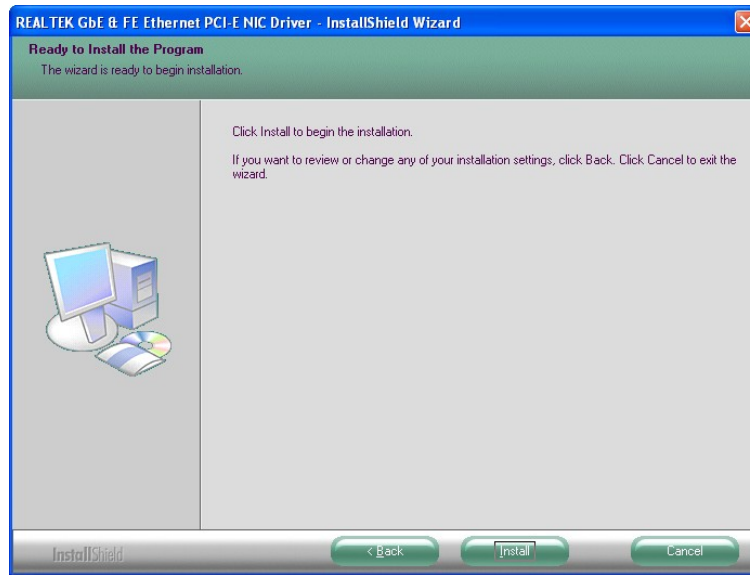 REALTEK GbE & FE Ethernet PCI-E NIC Driver - InstallShield Wizard
Ready to Install the Program
The wizard is ready to begin installation.
Click Install to begin the installation.
If you want to review or change any of your installation settings, click Back. Click Cancel to exit the
wizard.
InstallShield
< Back
Install
Cancel